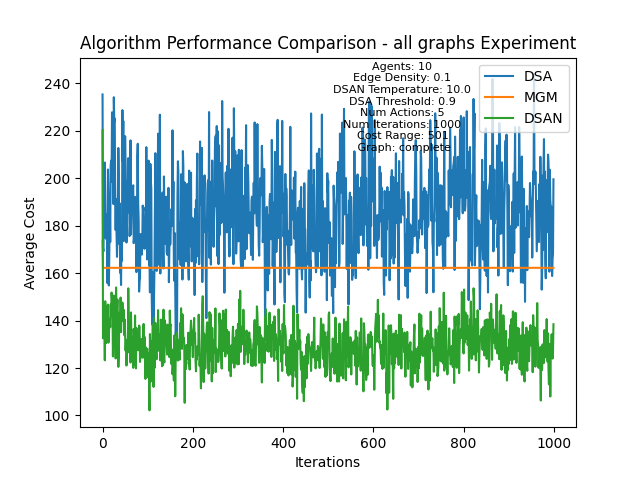 Algorithm Performance Comparison - all graphs Experiment
Agents: 10
Edge Density: 0.1
DSAN Temperature: 10.0
DSA Threshold: 0.9
Num Actions: 5
Num Iterations: 1000
Cost Range: 501
Graph: complete
DSA
MGM
DSAN
Average Cost
240
220
200
180
160
140
120
100
0
200
400
600
800
1000
Iterations